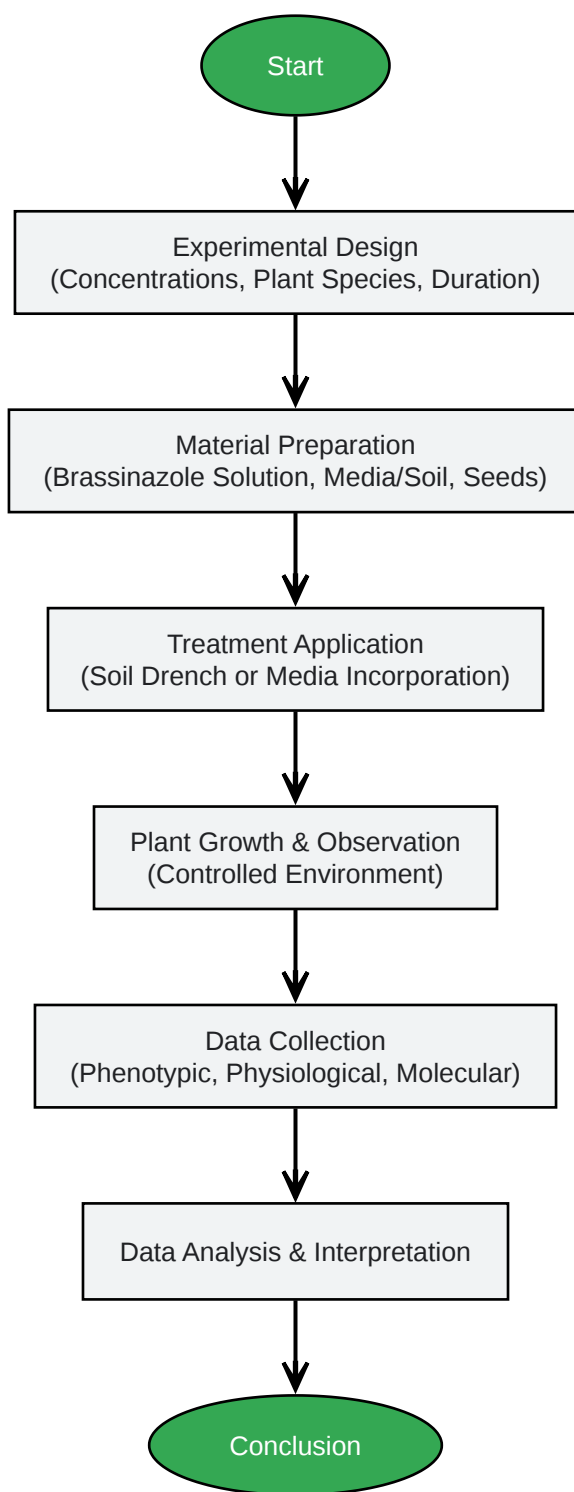 Start
Experimental Design
(Concentrations, Plant Species, Duration)
Material Preparation
(Brassinazole Solution, Media/Soil, Seeds)
Treatment Application
(Soil Drench or Media Incorporation)
Plant Growth & Observation
(Controlled Environment)
Data Collection
(Phenotypic, Physiological, Molecular)
Data Analysis & Interpretation
Conclusion